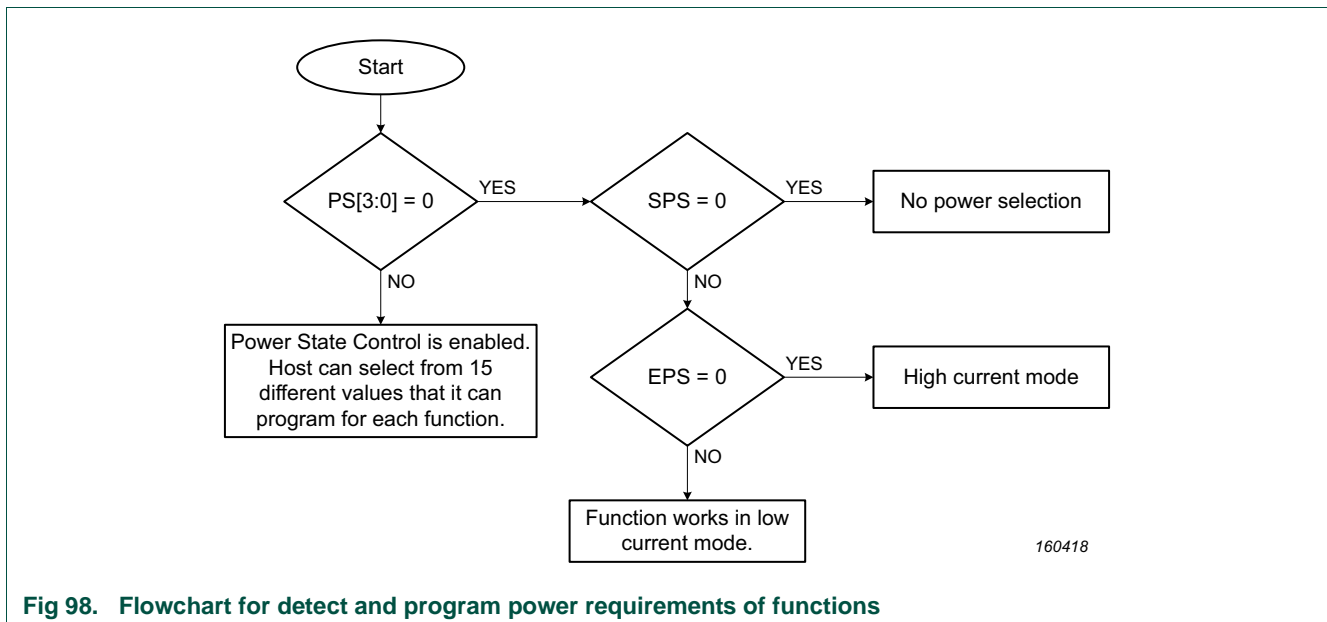 Start
PS[3:0] = 0
YES
SPS = 0
YES
No power selection
NO
Power State Control is enabled.
Host can select from 15
different values that it can
program for each function.
NO
EPS = 0
YES
High current mode
NO
Function works in low
current mode.
160418
Fig 98. Flowchart for detect and program power requirements of functions